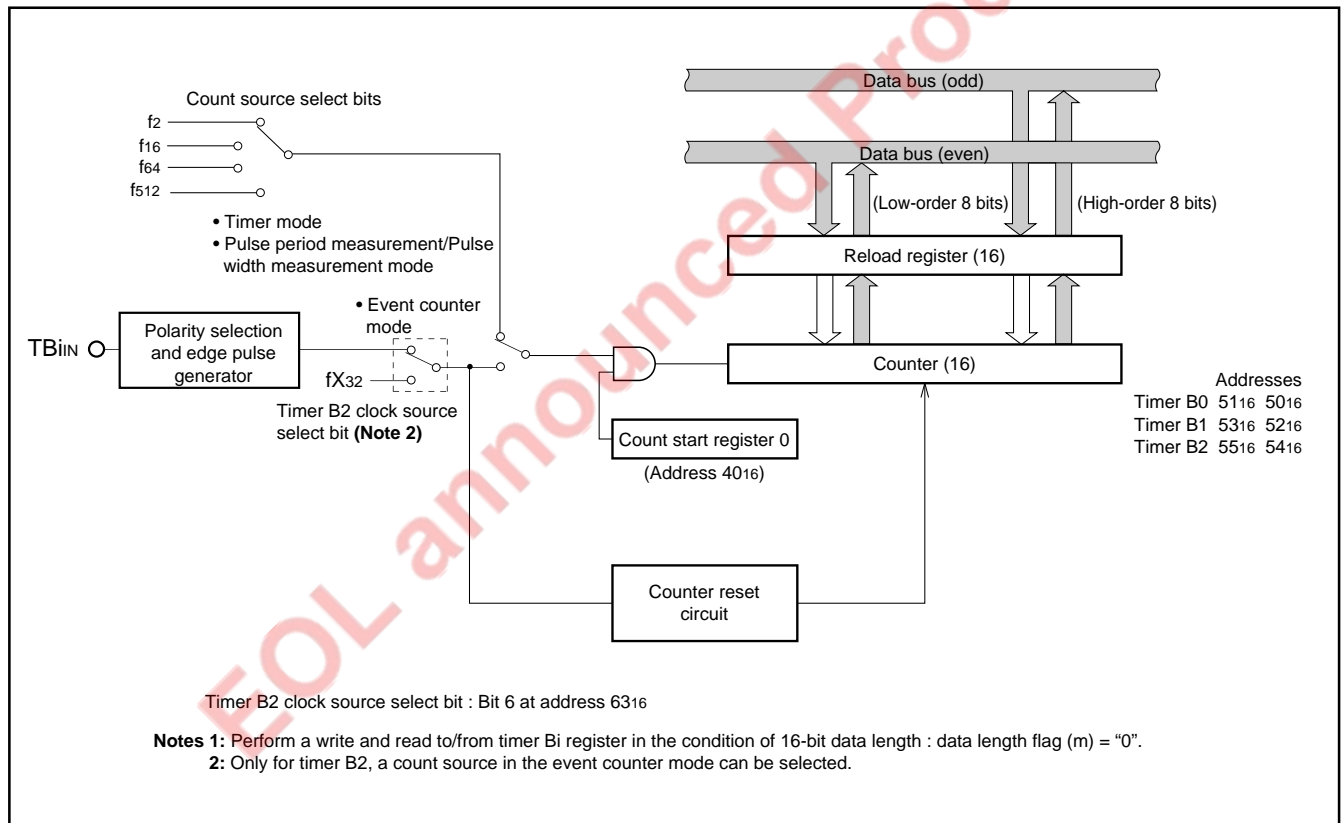 Count source select bits
f2
f16
f64
f512
• Timer mode
• Pulse period measurement/Pulse
width measurement mode
• Event counter
mode
TBiIN
Polarity selection
and edge pulse
generator
fX32
Timer B2 clock source
select bit (Note 2)
Data bus (odd)
Data bus (even)
(Low-order 8 bits)
(High-order 8 bits)
Reload register (16)
Counter (16)
Count start register 0
(Address 4016)
Addresses
Timer B0 5116 5016
Timer B1 5316 5216
Timer B2 5516 5416
Counter reset
circuit
Timer B2 clock source select bit : Bit 6 at address 6316
Notes 1: Perform a write and read to/from timer Bi register in the condition of 16-bit data length : data length flag (m) = “0”.
2: Only for timer B2, a count source in the event counter mode can be selected.
EOL announced Pro